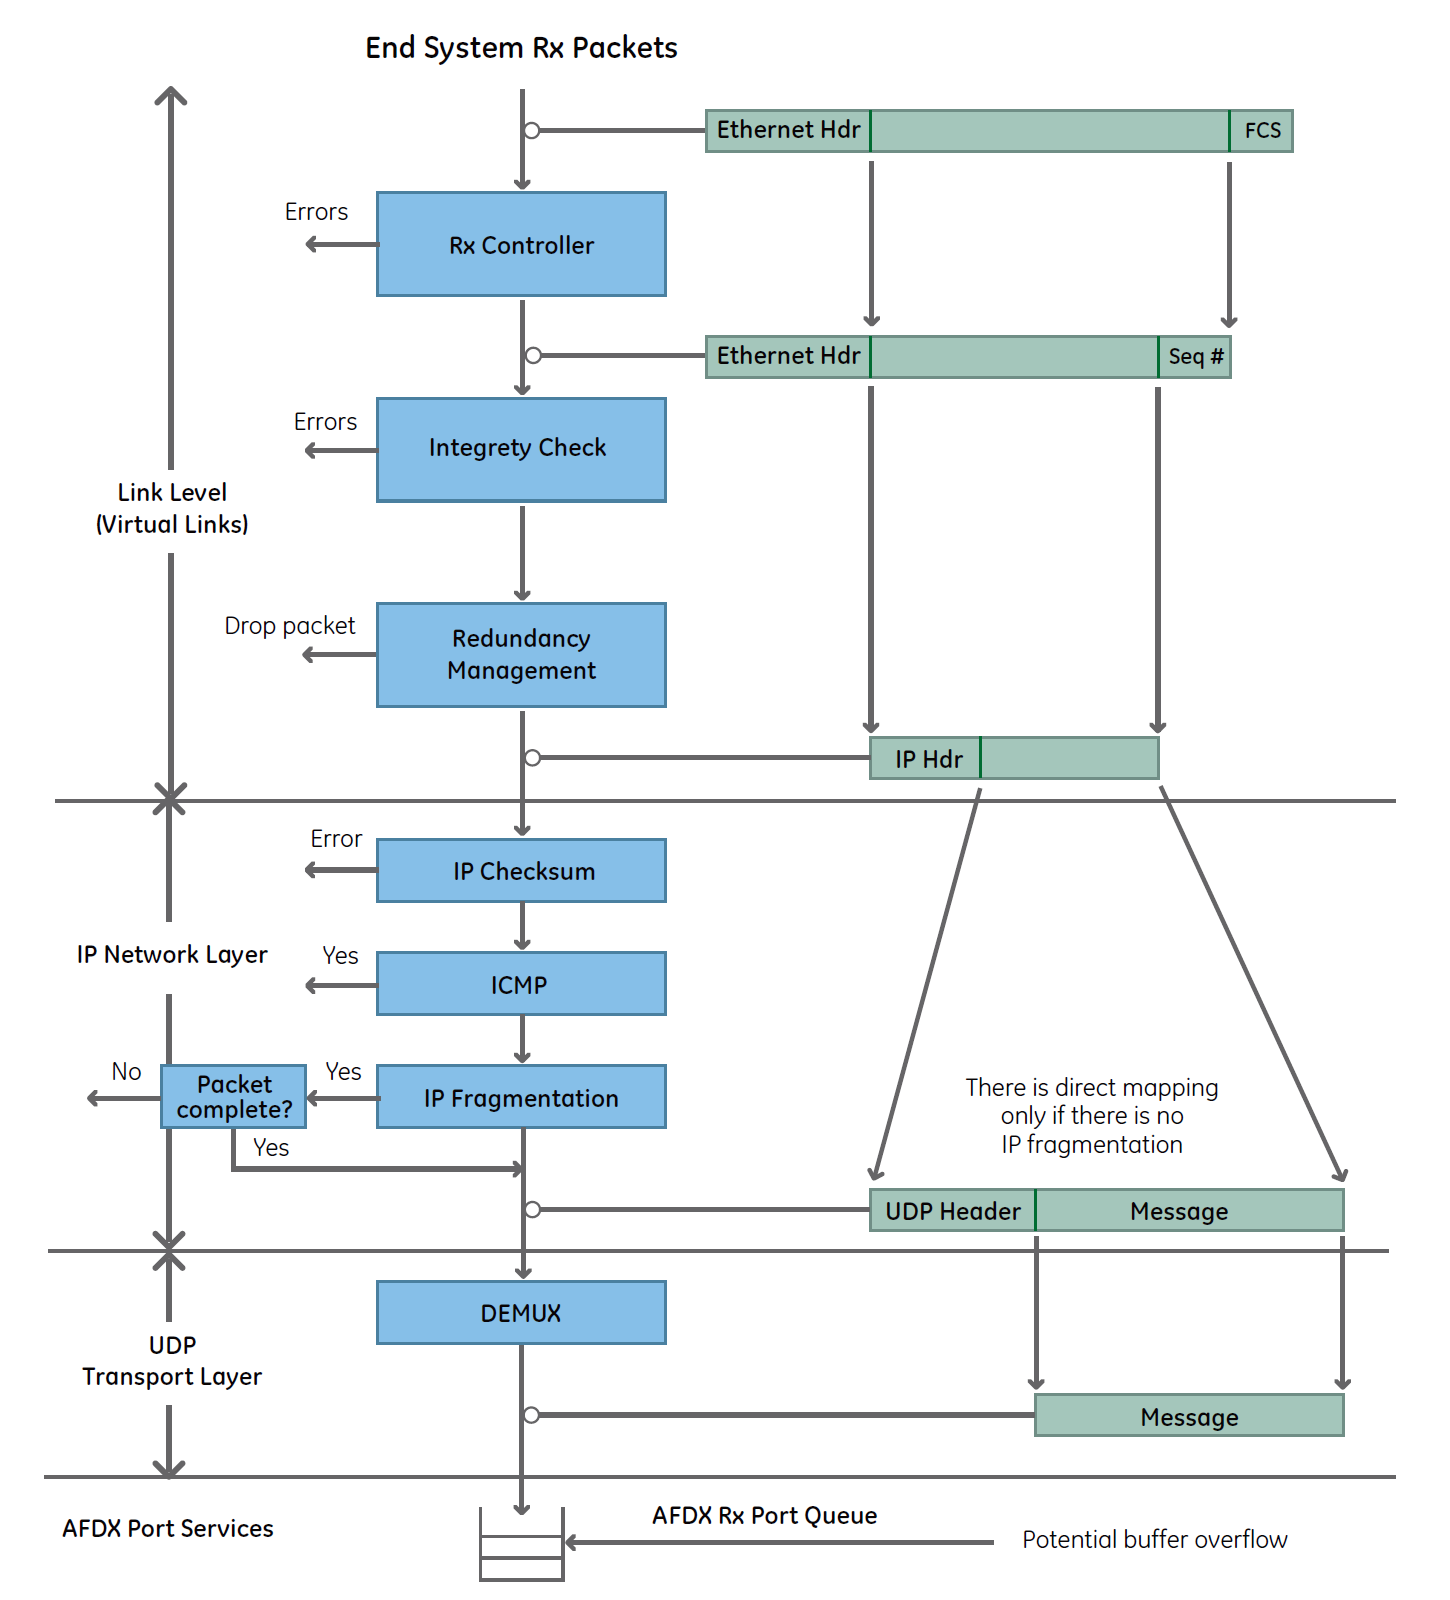 End System Rx Packets
Ethernet Hdr
FCS
Errors
Rx Controller
Ethernet Hdr
Seq #
Errors
Integrety Check
Link Level
(Virtual Links)
Drop packet
Redundancy
Management
IP Hdr
Error
IP Checksum
IP Network Layer
Yes
ICMP
No
Packet
complete?
Yes
IP Fragmentation
Yes
There is direct mapping
only if there is no
IP fragmentation
UDP Header
Message
DEMUX
UDP
Transport Layer
Message
AFDX Port Services
AFDX Rx Port Queue
Potential buffer overflow